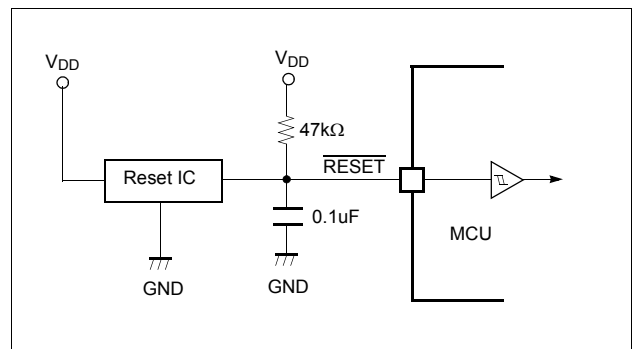 VDD
VDD
47kΩ
RESET
Reset IC
0.1uF
MCU
GND
GND